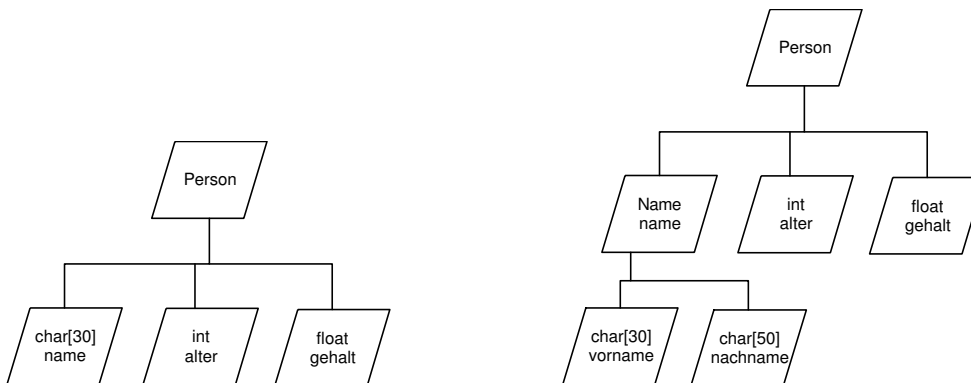 Person
char[30]
name
int
alter
float
gehalt
Person
Name
name
int
alter
float
gehalt
char[30]
vorname
char[50]
nachname